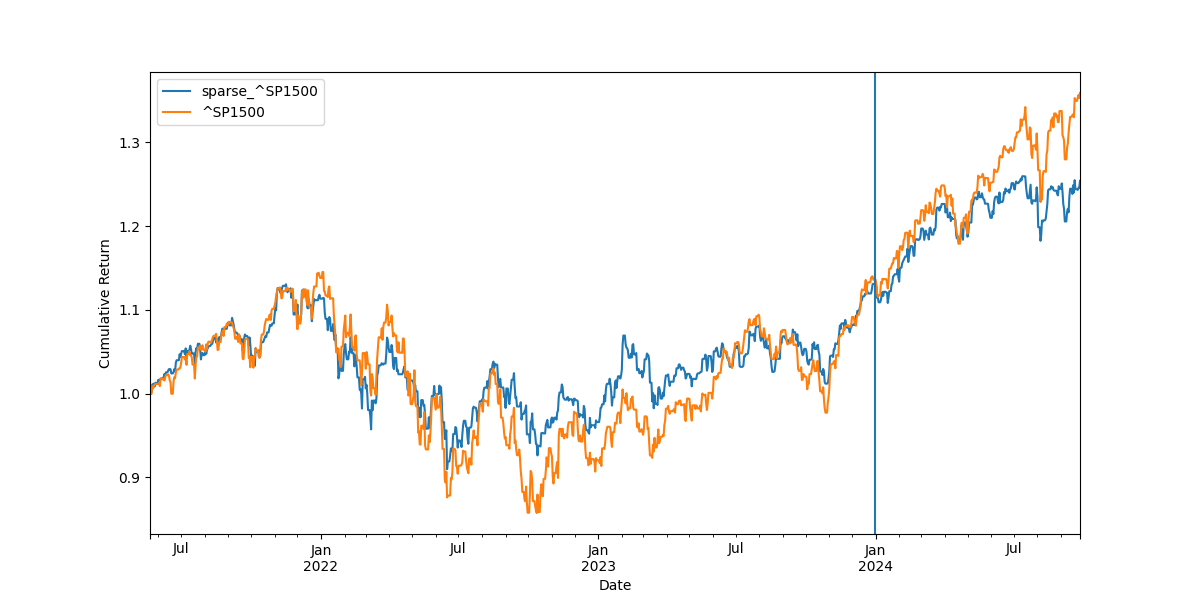 sparse_^SP1500
^SP1500
Cumulative Return
1.3
1.2
1.1
1.0
0.9
Jul
Jan
2022
Jul
Jan
2023
Jul
Jan
2024
Jul
Date